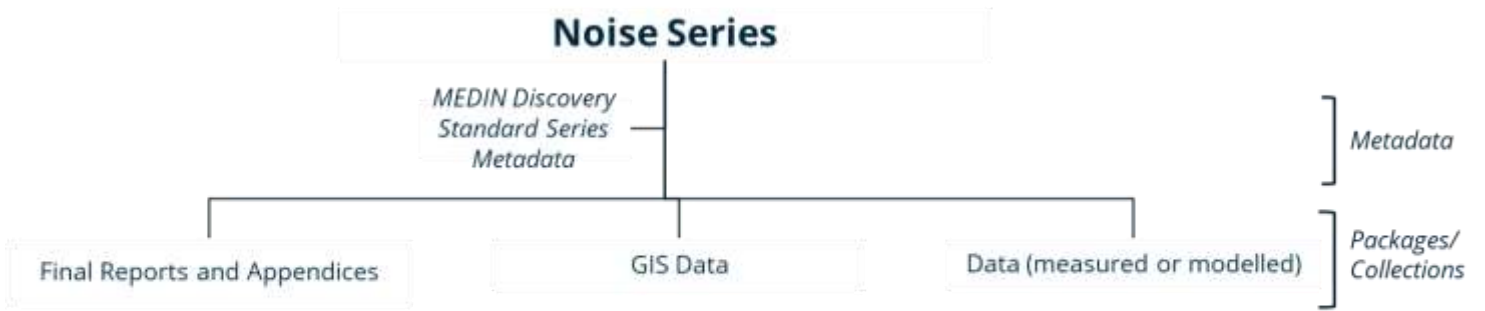 Noise Series
MEDIN Discovery
Standard Series
Metadata
Metadata
Final Reports and Appendices
GIS Data
Data (measured or modelled)
Packages/
Collections